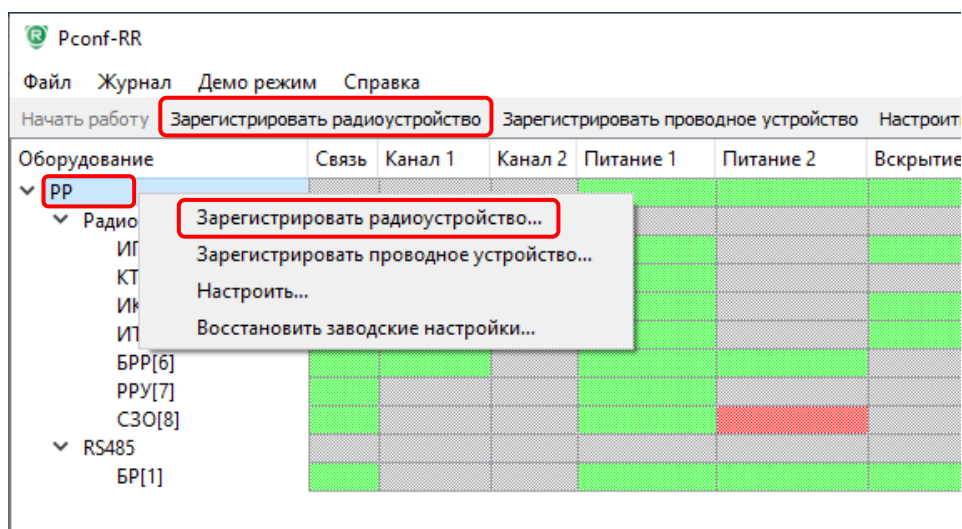 Pconf-RR
Файл Журнал Демо режим Справка
Начать работу Зарегистрировать радиоустройство Зарегистрировать проводное устройство
Оборудование Связь Канал 1 Канал 2 Питание 1 Питание 2 Вскрытие
РР
Зарегистрировать радиоустройство...
Зарегистрировать проводное устройство...
Настроить...
Восстановить заводские настройки...
БРР[6]
РРУ[7]
СЗО[8]
RS485
БР[1]